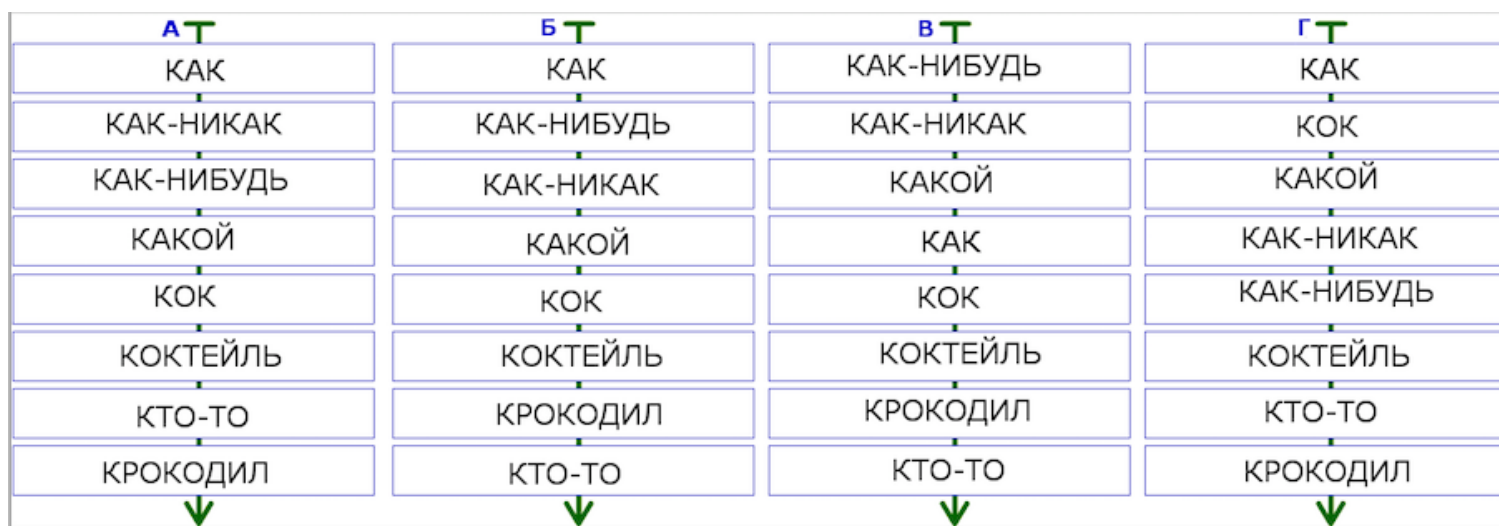 А Б В Г
КАК КАК КАК-НИБУДЬ КАК
КАК-НИКАК КАК-НИБУДЬ КАК-НИКАК КОК
КАК-НИБУДЬ КАК-НИКАК КАКОЙ КАКОЙ
КАКОЙ КАКОЙ КАК КАК-НИКАК
КОК КОК КОК КАК-НИБУДЬ
КОКТЕЙЛЬ КОКТЕЙЛЬ КОКТЕЙЛЬ КОКТЕЙЛЬ
КТО-ТО КРОКОДИЛ КРОКОДИЛ КТО-ТО
КРОКОДИЛ КТО-ТО КТО-ТО КРОКОДИЛ